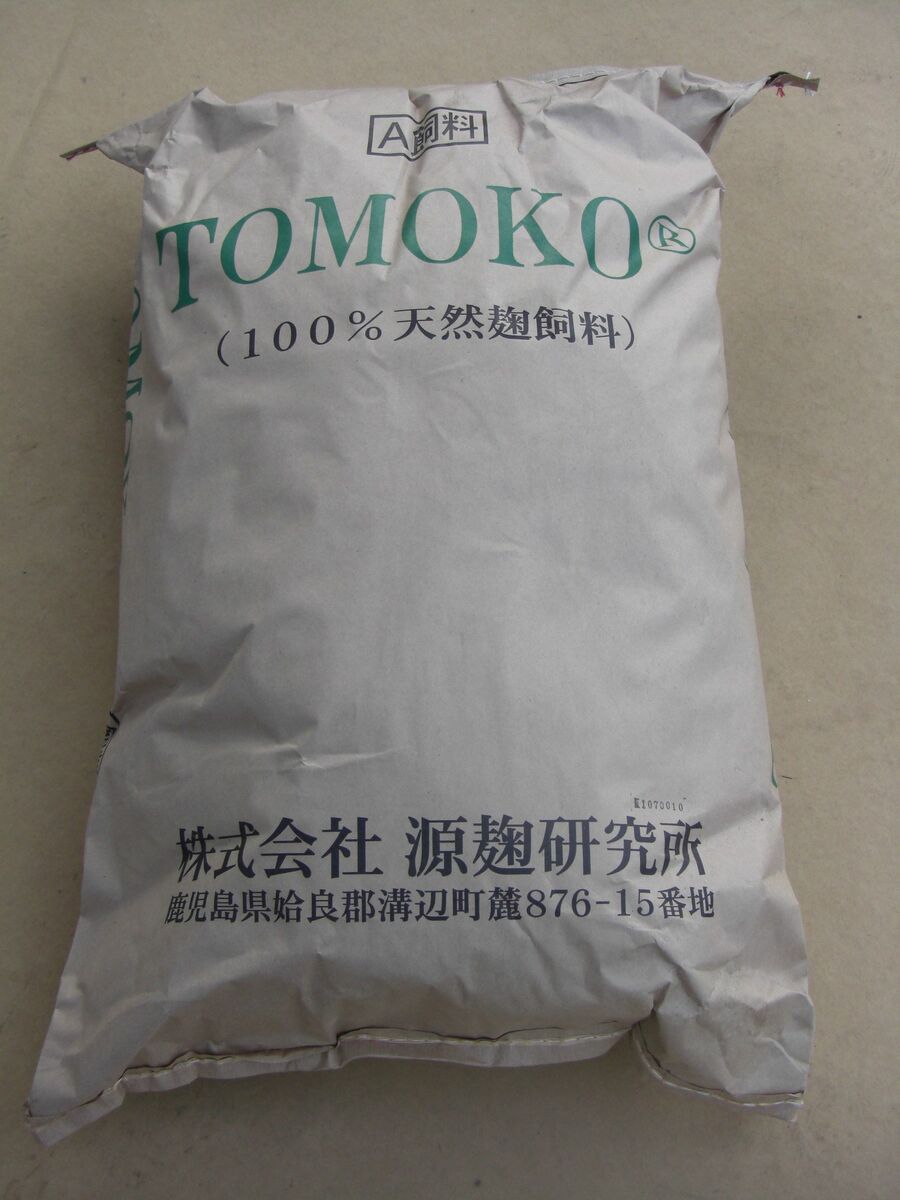 A飼料
TOMOKO®
(100%天然麹飼料)
K1070010
株式会社 源麹研究所
鹿児島県姶良郡溝辺町麓876-15番地